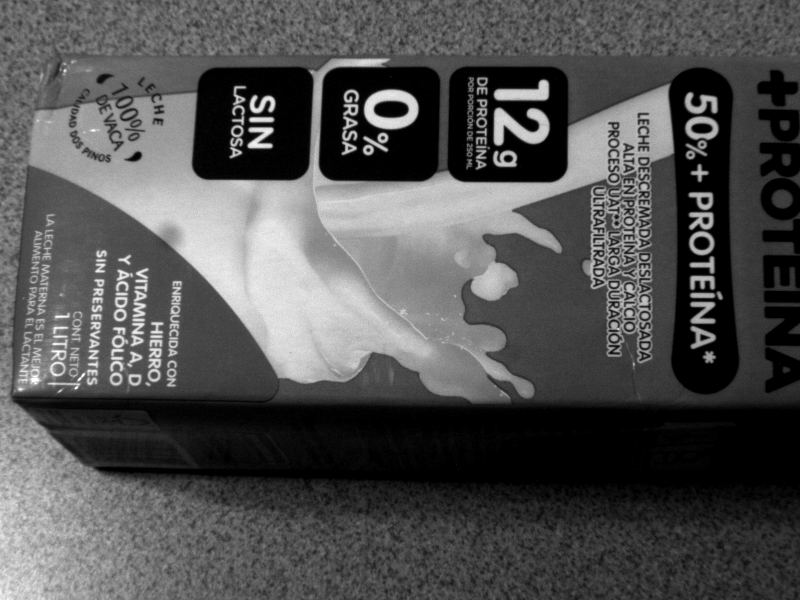 +PROTEÍNA
50%+ PROTEÍNA*
LECHE DESCREMADA DESLACTOSADA
ALTA EN PROTEÍNA Y CALCIO
PROCESO UAT** LARGA DURACIÓN
ULTRAFILTRADA
12g
DE PROTEÍNA
POR PORCIÓN DE 250 ML
0%
GRASA
SIN
LACTOSA
LECHE
100%
DE VACA
CALIDAD DOS PINOS
ENRIQUECIDA CON
HIERRO,
VITAMINA A, D
Y ÁCIDO FÓLICO
SIN PRESERVANTES
CONT. NETO
1 LITRO
LA LECHE MATERNA ES EL MEJOR
ALIMENTO PARA EL LACTANTE